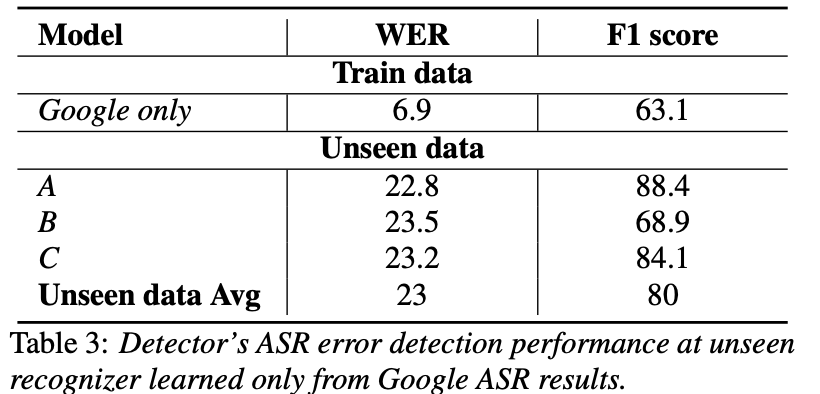 Model WER F1 score
Train data
Google only 6.9 63.1
Unseen data
A 22.8 88.4
B 23.5 68.9
C 23.2 84.1
Unseen data Avg 23 80
Table 3: Detector's ASR error detection performance at unseen
recognizer learned only from Google ASR results.